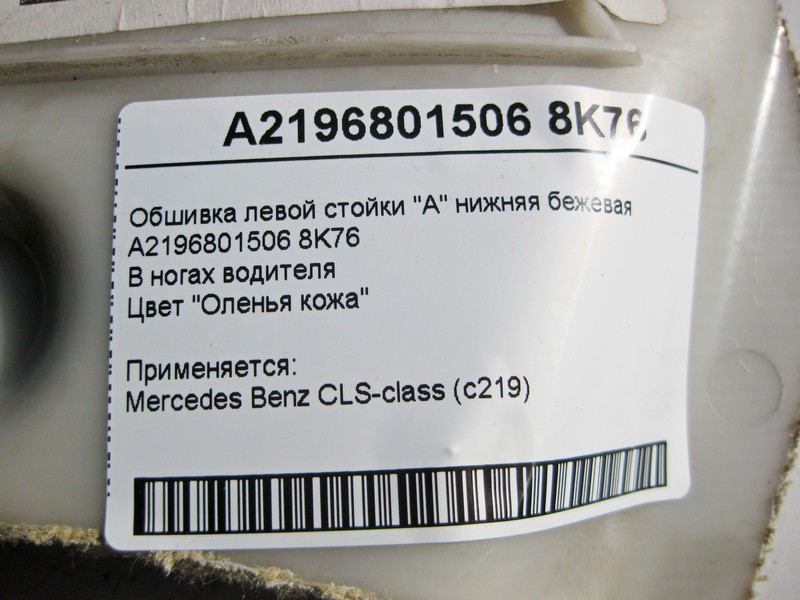 A2196801506 8K76
Обшивка левой стойки "А" нижняя бежевая
A2196801506 8K76
В ногах водителя
Цвет "Оленья кожа"
Применяется:
Mercedes Benz CLS-class (c219)